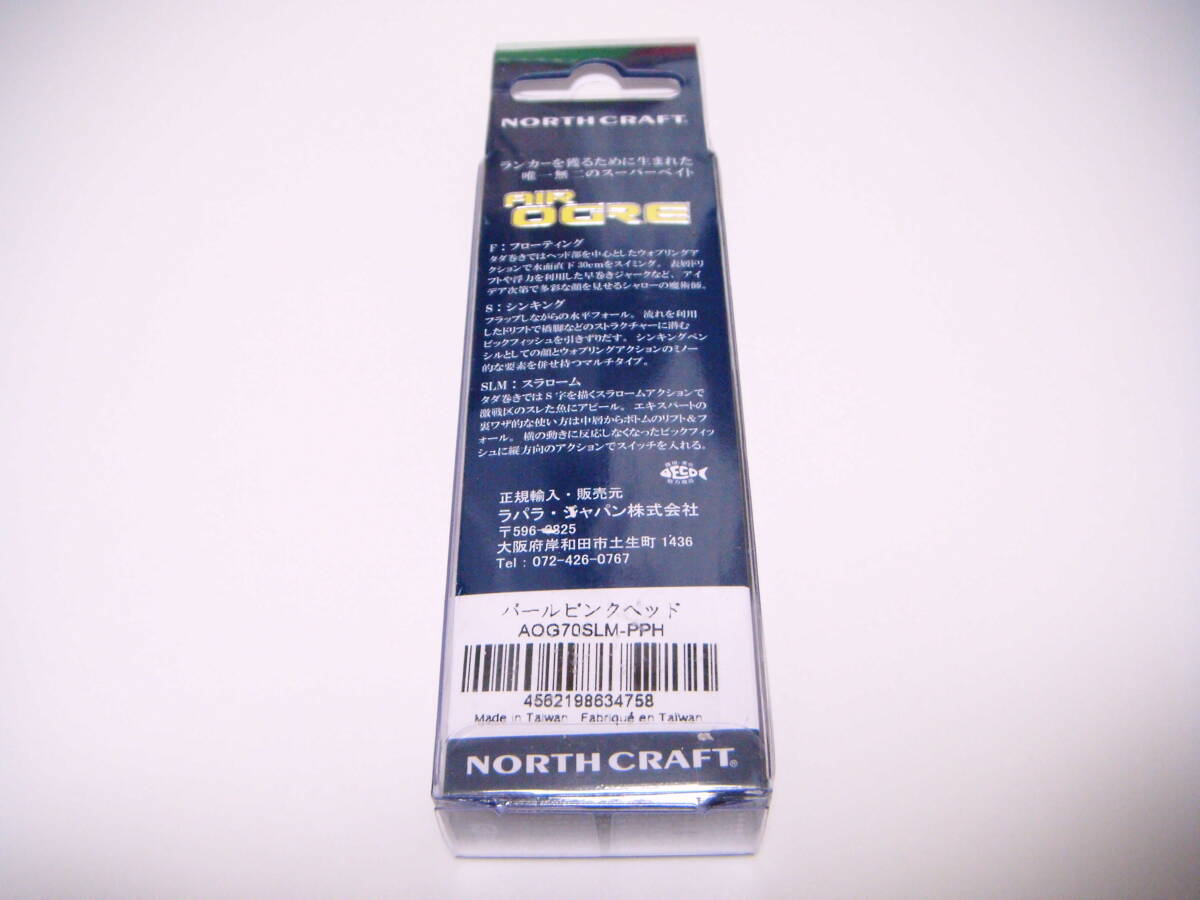 NORTH CRAFT
ランカーを獲るために生まれた
唯一無二のスーパーベイト
AIR
OGRE
F：フローティング
タダ巻きではヘッド部を中心としたウォブリングア
クションで水面直下30cmをスイミング。表層ドリ
フトや浮力を利用した早巻きジャークなど、アイ
デア次第で多彩な顔を見せるシャローの魔術師。
S：シンキング
フラップしながらの水平フォール。流れを利用
したドリフトで橋脚などのストラクチャーに潜む
ビックフィッシュを引きずりだす。シンキングペン
シルとしての顔とウォブリングアクションのミノー
的な要素を併せ持つマルチタイプ。
SLM：スラローム
タダ巻きではS字を描くスラロームアクションで
激戦区のスレた魚にアピール。エキスパートの
裏ワザ的な使い方は中層からボトムのリフト＆フ
ォール。横の動きに反応しなくなったビックフィッ
シュに縦方向のアクションでスイッチを入れる。
ECO
正規輸入・販売元
ラパラ・ジャパン株式会社
〒596-0825
大阪府岸和田市土生町1436
Tel：072-426-0767
パールピンクヘッド
AOG70SLM-PPH
4562198634758
Made in Taiwan Fabriqué en Taiwan
NORTH CRAFT®